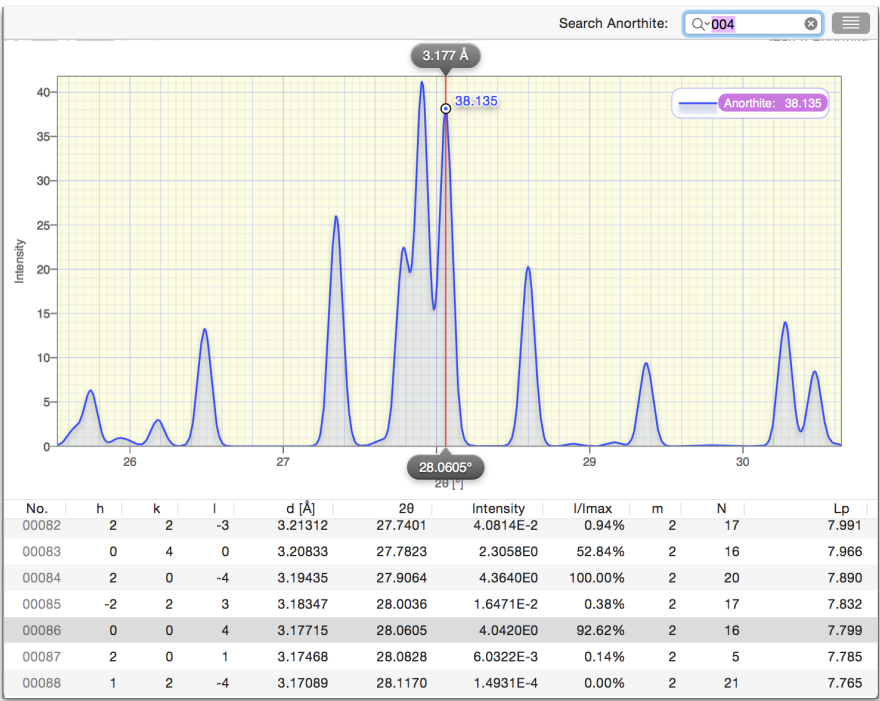 Search Anorthite: 004
3.177 Å
40
38.135
Anorthite: 38.135
35
30
25
Intensity
20
15
10
5
0
26 27 29 30
28.0605°
2θ [°]
No. h k l d [Å] 2θ Intensity I/Imax m N Lp
00082 2 2 -3 3.21312 27.7401 4.0814E-2 0.94% 2 17 7.991
00083 0 4 0 3.20833 27.7823 2.3058E0 52.84% 2 16 7.966
00084 2 0 -4 3.19435 27.9064 4.3640E0 100.00% 2 20 7.890
00085 -2 2 3 3.18347 28.0036 1.6471E-2 0.38% 2 17 7.832
00086 0 0 4 3.17715 28.0605 4.0420E0 92.62% 2 16 7.799
00087 2 0 1 3.17468 28.0828 6.0322E-3 0.14% 2 5 7.785
00088 1 2 -4 3.17089 28.1170 1.4931E-4 0.00% 2 21 7.765